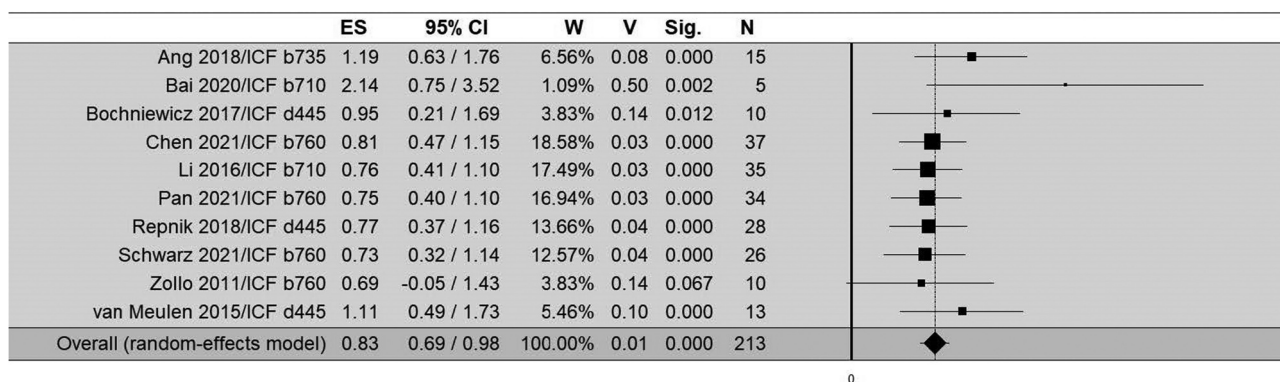 ES 95% CI W V Sig. N
Ang 2018/ICF b735 1.19 0.63 / 1.76 6.56% 0.08 0.000 15
Bai 2020/ICF b710 2.14 0.75 / 3.52 1.09% 0.50 0.002 5
Bochniewicz 2017/ICF d445 0.95 0.21 / 1.69 3.83% 0.14 0.012 10
Chen 2021/ICF b760 0.81 0.47 / 1.15 18.58% 0.03 0.000 37
Li 2016/ICF b710 0.76 0.41 / 1.10 17.49% 0.03 0.000 35
Pan 2021/ICF b760 0.75 0.40 / 1.10 16.94% 0.03 0.000 34
Repnik 2018/ICF d445 0.77 0.37 / 1.16 13.66% 0.04 0.000 28
Schwarz 2021/ICF b760 0.73 0.32 / 1.14 12.57% 0.04 0.000 26
Zollo 2011/ICF b760 0.69 -0.05 / 1.43 3.83% 0.14 0.067 10
van Meulen 2015/ICF d445 1.11 0.49 / 1.73 5.46% 0.10 0.000 13
Overall (random-effects model) 0.83 0.69 / 0.98 100.00% 0.01 0.000 213
0